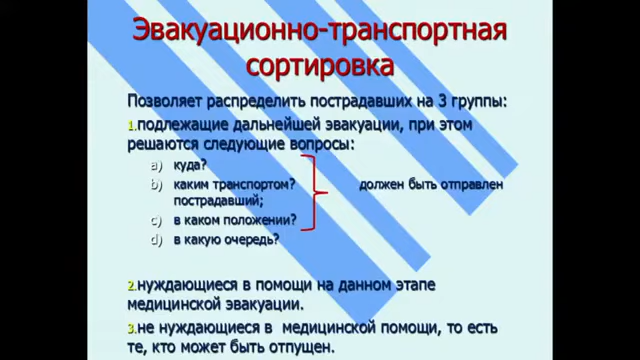 Эвакуационно-транспортная
сортировка
Позволяет распределить пострадавших на 3 группы:
1.подлежащие дальнейшей эвакуации, при этом
решаются следующие вопросы:
a) куда?
b) каким транспортом? должен быть отправлен
пострадавший;
c) в каком положении?
d) в какую очередь?
2.нуждающиеся в помощи на данном этапе
медицинской эвакуации.
3.не нуждающиеся в медицинской помощи, то есть
те, кто может быть отпущен.